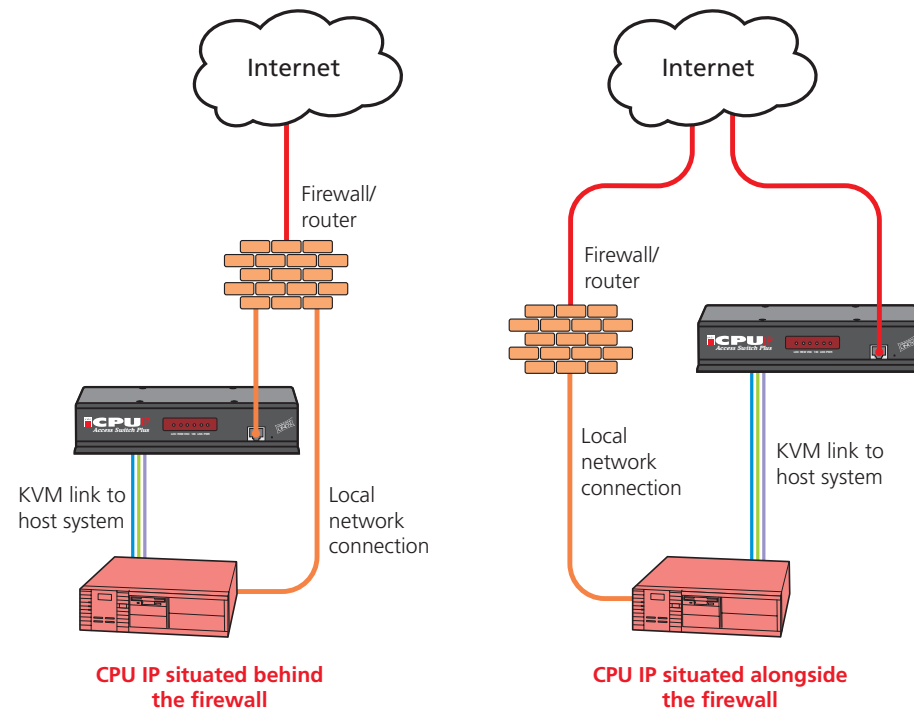 Internet
Firewall/
router
CPU
Access Switch Plus
KVM link to
host system
Local
network
connection
CPU IP situated behind
the firewall
Internet
Firewall/
router
CPU
Access Switch Plus
Local
network
connection
KVM link to
host system
CPU IP situated alongside
the firewall